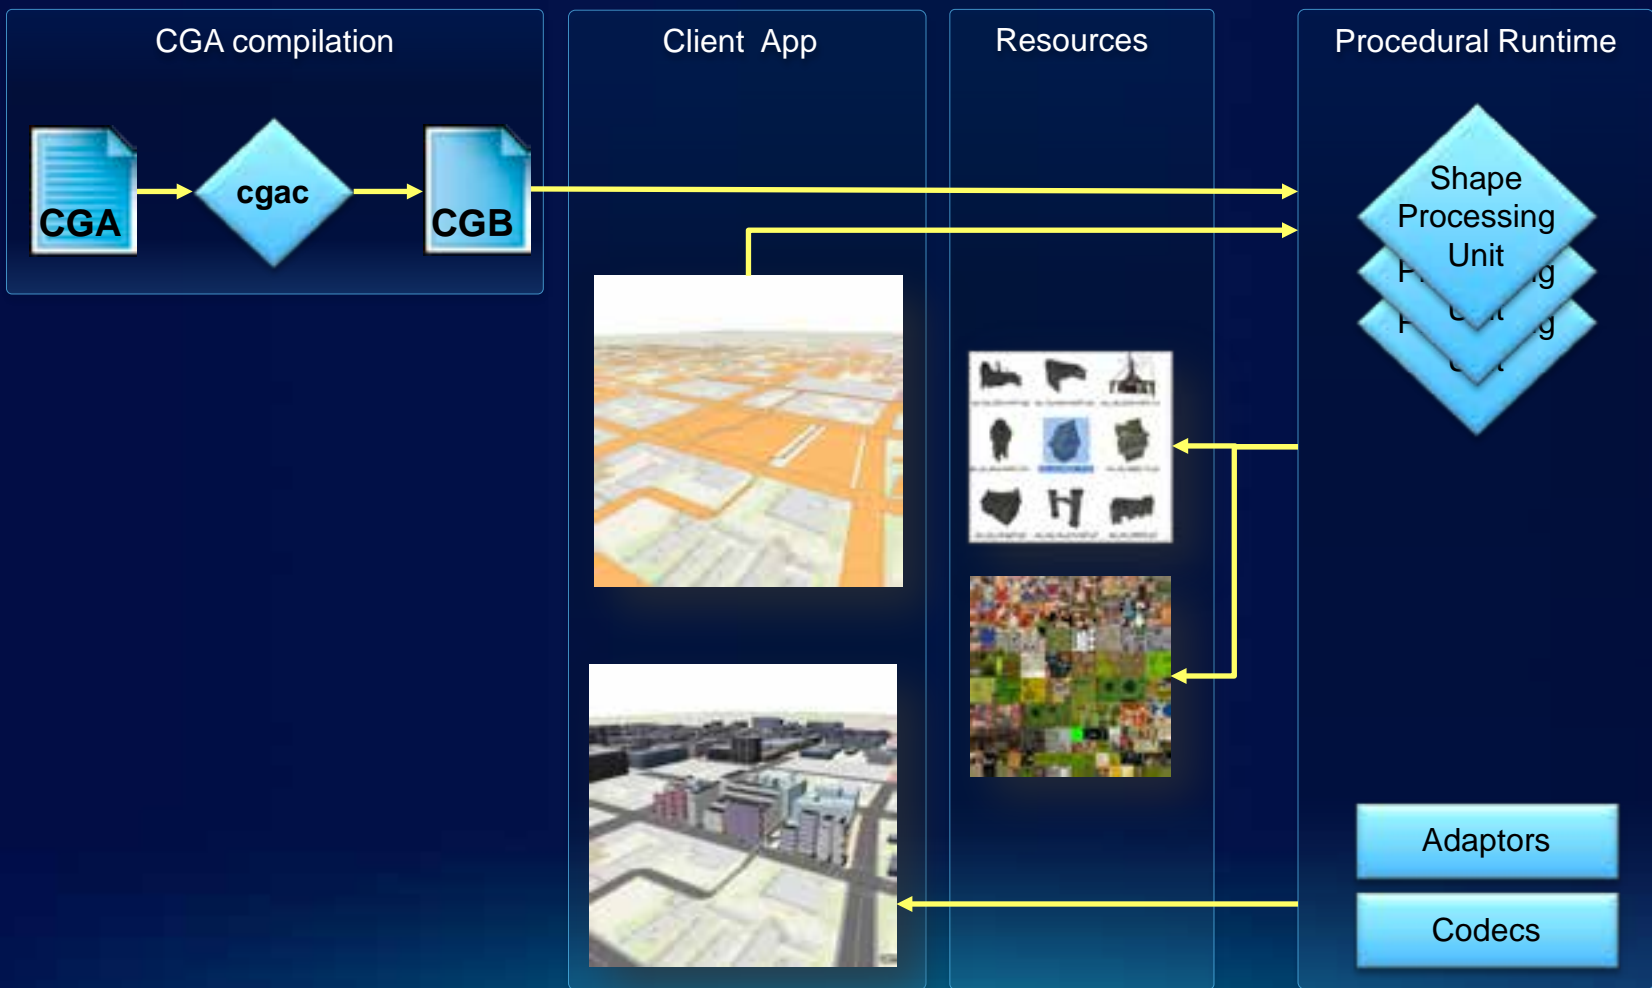 CGA compilation
Client App
Resources
Procedural Runtime
CGA
cgac
CGB
Shape
Processing
Unit
Adaptors
Codecs